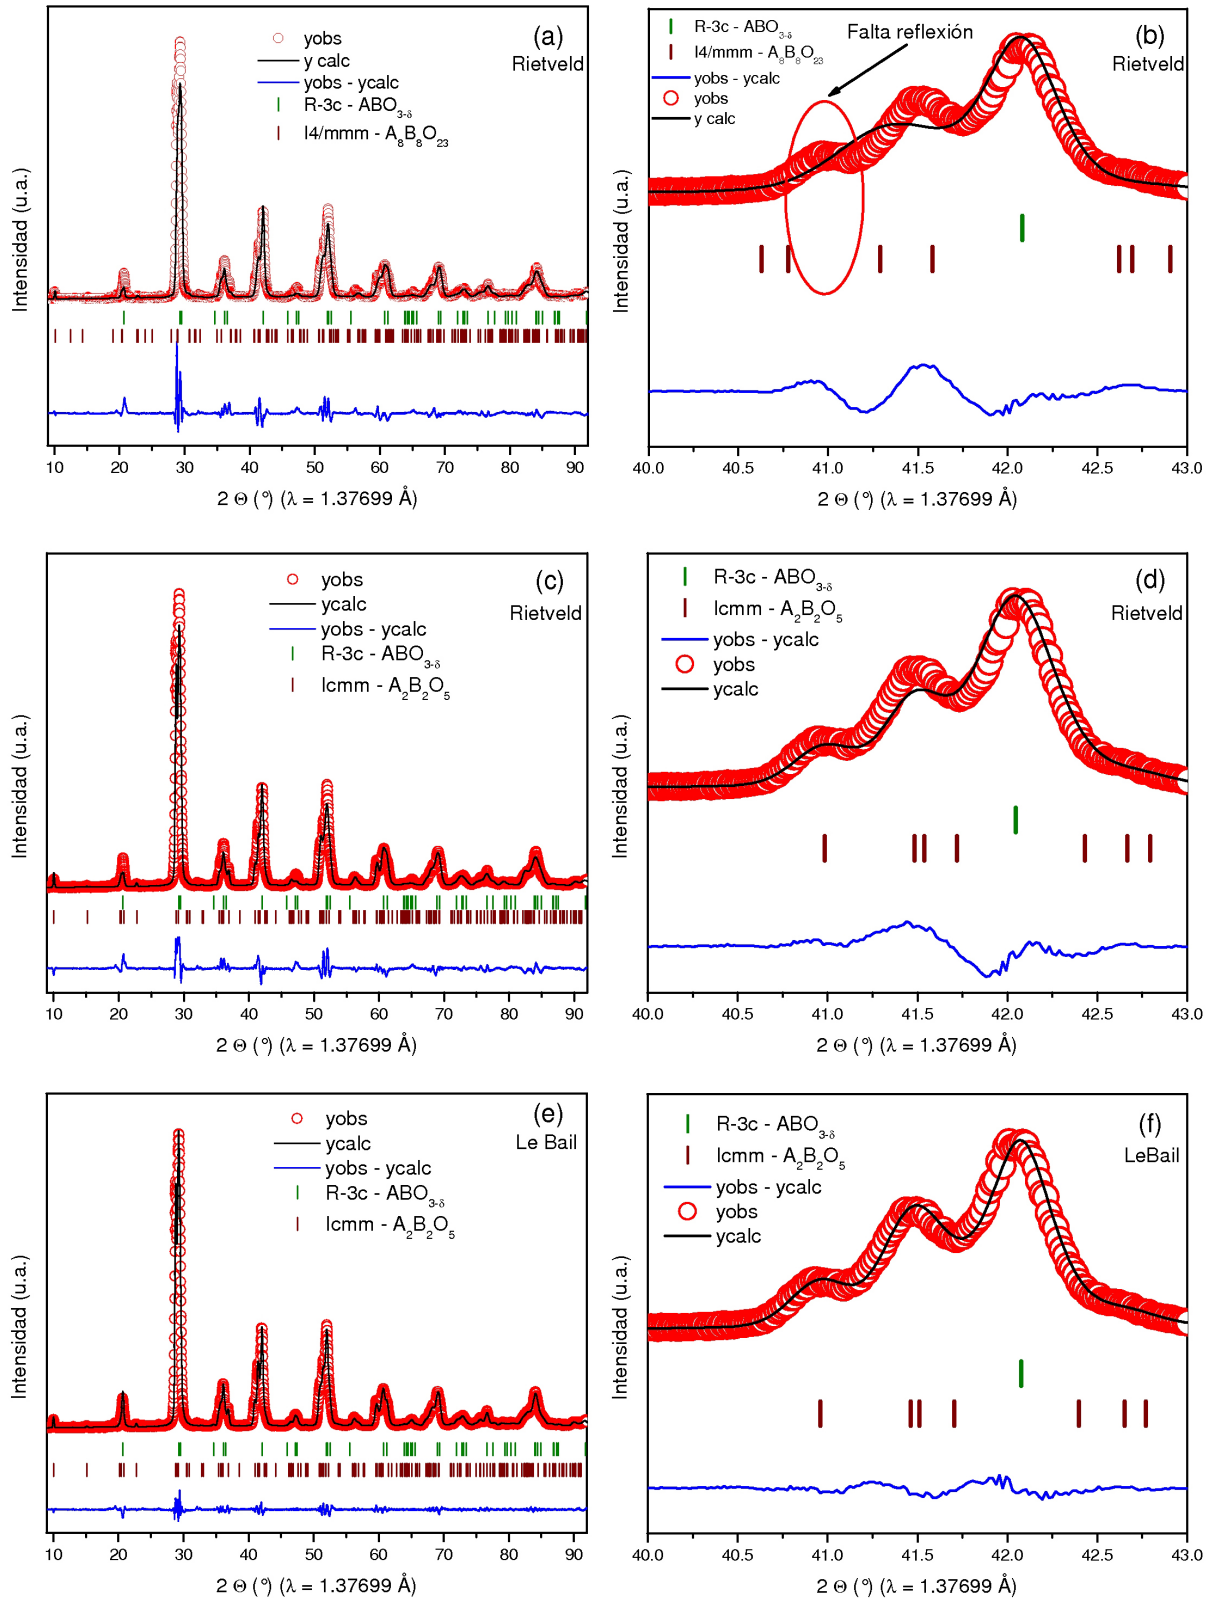 (a)
Rietveld
yobs
y calc
yobs - ycalc
R-3c - ABO3-δ
I4/mmm - A8B8O23
Intensidad (u.a.)
10 20 30 40 50 60 70 80 90
2 Θ (°) (λ = 1.37699 Å)
(b)
Rietveld
R-3c - ABO3-δ
I4/mmm - A8B8O23
yobs - ycalc
yobs
y calc
Falta reflexión
Intensidad (u.a.)
40.0 40.5 41.0 41.5 42.0 42.5 43.0
2 Θ (°) (λ = 1.37699 Å)
(c)
Rietveld
yobs
ycalc
yobs - ycalc
R-3c - ABO3-δ
Icmm - A2B2O5
Intensidad (u.a.)
10 20 30 40 50 60 70 80 90
2 Θ (°) (λ = 1.37699 Å)
(d)
Rietveld
R-3c - ABO3-δ
Icmm - A2B2O5
yobs - ycalc
yobs
ycalc
Intensidad (u.a.)
40.0 40.5 41.0 41.5 42.0 42.5 43.0
2 Θ (°) (λ = 1.37699 Å)
(e)
Le Bail
yobs
ycalc
yobs - ycalc
R-3c - ABO3-δ
Icmm - A2B2O5
Intensidad (u.a.)
10 20 30 40 50 60 70 80 90
2 Θ (°) (λ = 1.37699 Å)
(f)
LeBail
R-3c - ABO3-δ
Icmm - A2B2O5
yobs - ycalc
yobs
ycalc
Intensidad (u.a.)
40.0 40.5 41.0 41.5 42.0 42.5 43.0
2 Θ (°) (λ = 1.37699 Å)